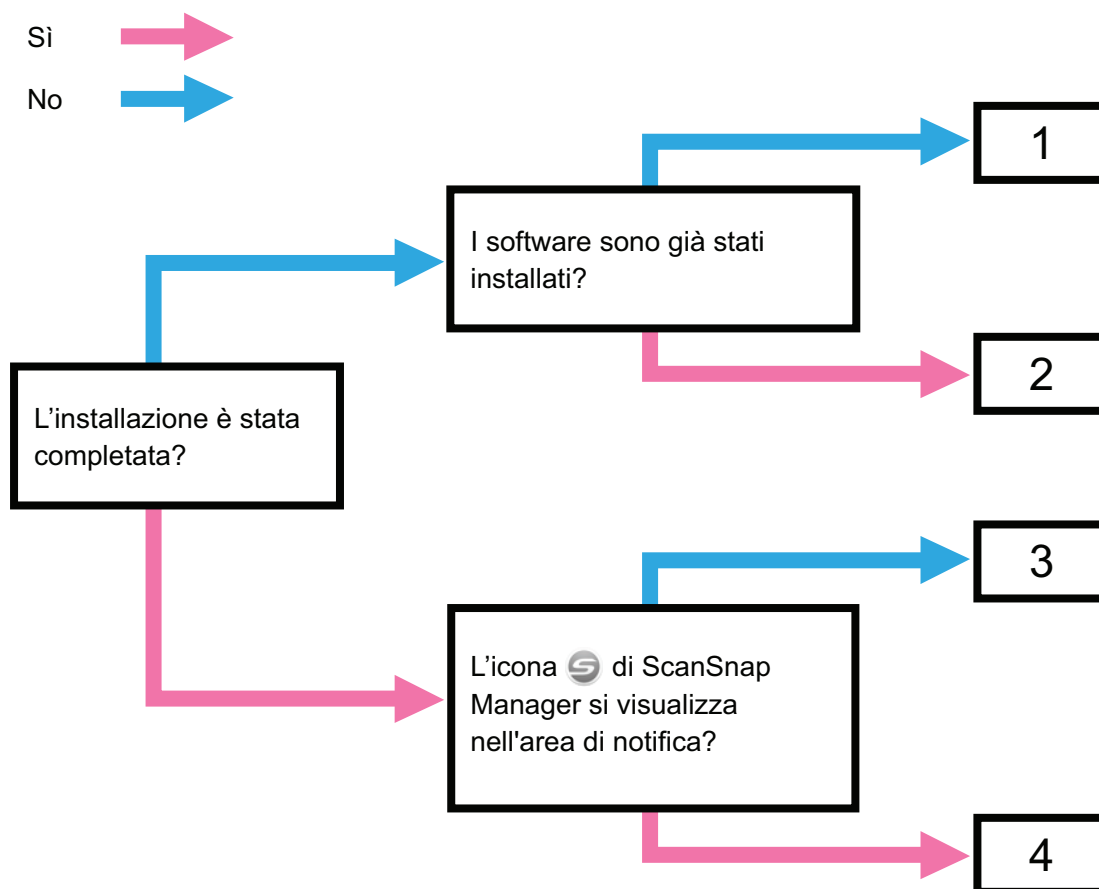 Sì
No
1
I software sono già stati
installati?
2
L’installazione è stata
completata?
3
L’icona di ScanSnap
Manager si visualizza
nell'area di notifica?
4